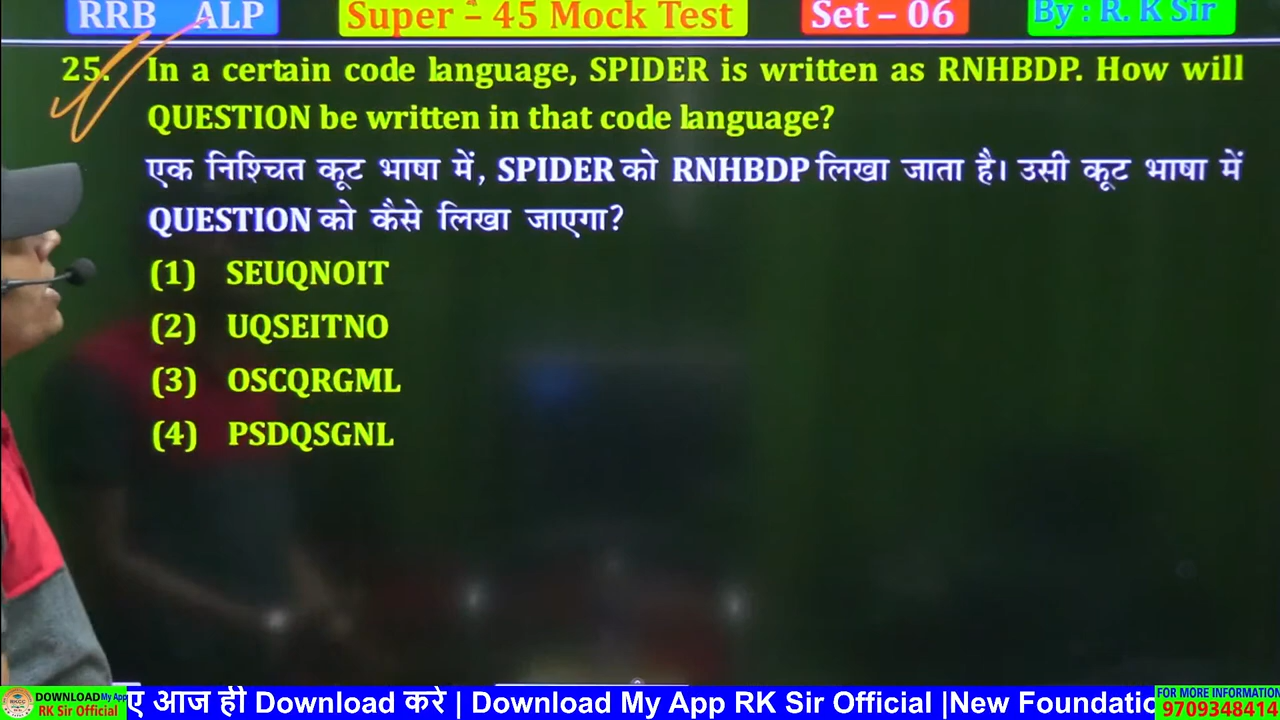 RRB ALP
Super – 45 Mock Test
Set – 06
By : R. K Sir
25. In a certain code language, SPIDER is written as RNHBDP. How will
QUESTION be written in that code language?
एक निश्चित कूट भाषा में, SPIDER को RNHBDP लिखा जाता है। उसी कूट भाषा में
QUESTION को कैसे लिखा जाएगा?
(1) SEUQNOIT
(2) UQSEITNO
(3) OSCQRGML
(4) PSDQSGNL
DOWNLOAD My App
RK Sir Official
ए आज ही Download करे | Download My App RK Sir Official |New Foundatio
FOR MORE INFORMATION
9709348414